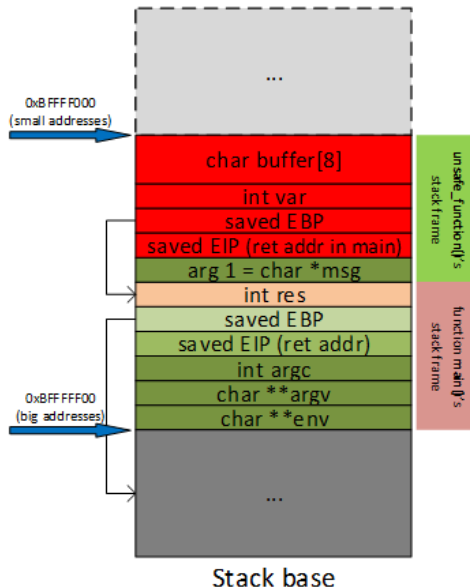 ...
0xBFFFF000
(small addresses)
char buffer[8]
int var
saved EBP
saved EIP (ret addr in main)
arg 1 = char *msg
unsafe_function()'s
stack frame
int res
saved EBP
saved EIP (ret addr)
int argc
char **argv
char **env
function main()'s
stack frame
0xBFFFFF00
(big addresses)
...
Stack base